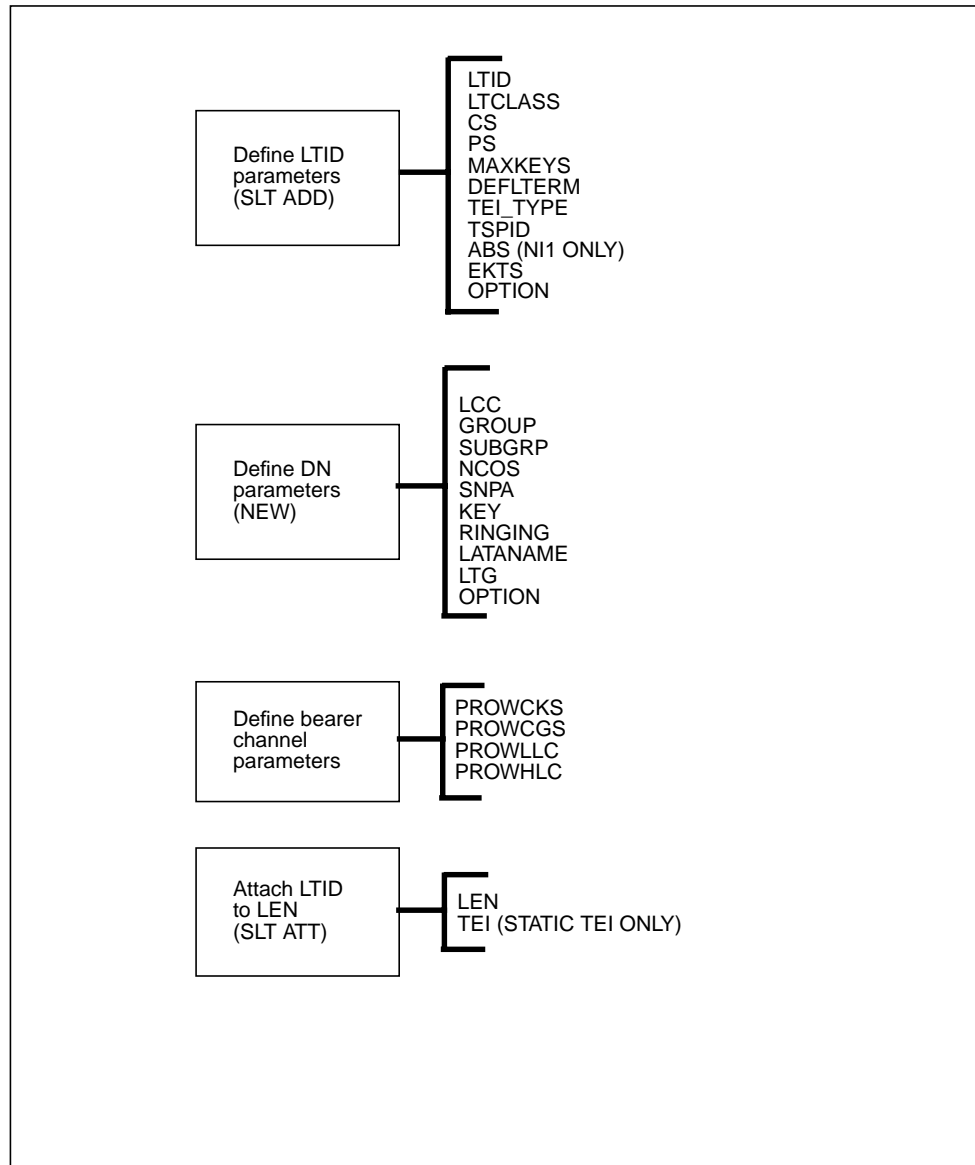 Define LTID
parameters
(SLT ADD)
LTID
LTCLASS
CS
PS
MAXKEYS
DEFLTERM
TEI_TYPE
TSPID
ABS (NI1 ONLY)
EKTS
OPTION
Define DN
parameters
(NEW)
LCC
GROUP
SUBGRP
NCOS
SNPA
KEY
RINGING
LATANAME
LTG
OPTION
Define bearer
channel
parameters
PROWCKS
PROWCGS
PROWLLC
PROWHLC
Attach LTID
to LEN
(SLT ATT)
LEN
TEI (STATIC TEI ONLY)